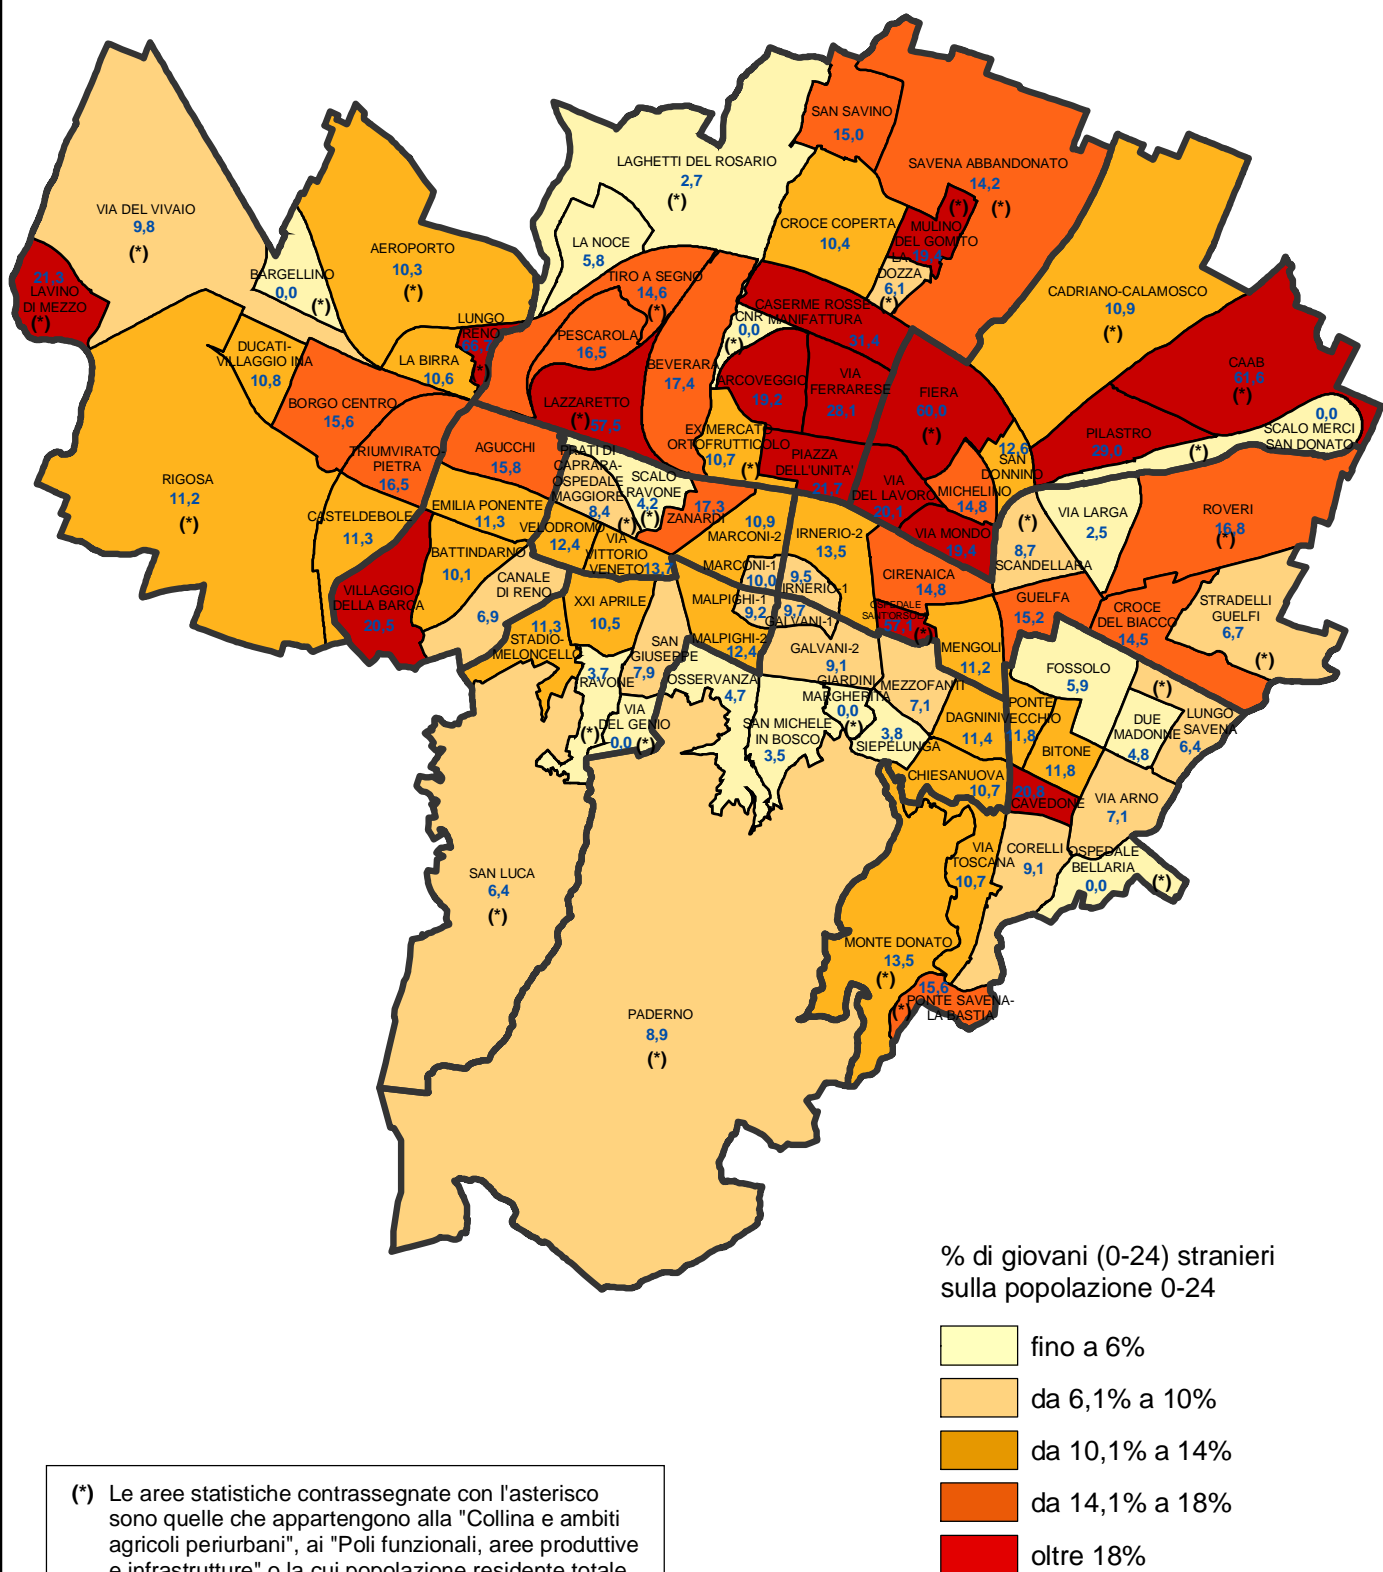 SAN SAVINO
15,0
LAGHETTI DEL ROSARIO
2,7
(*)
SAVENA ABBANDONATO
14,2
(*)
(*)
VIA DEL VIVAIO
9,8
(*)
CROCE COPERTA
10,4
MULINO
DEL GOMITO
19,4
LA NOCE
5,8
AEROPORTO
10,3
(*)
LA
DOZZA
6,1
(*)
BARGELLINO
0,0
(*)
21,3
LAVINO
DI MEZZO
(*)
TIRO A SEGNO
14,6
(*)
CADRIANO-CALAMOSCO
10,9
(*)
CASERME ROSSE
MANIFATTURA
31,4
CNR
0,0
(*)
LUNGO
RENO
66,7
(*)
PESCAROLA
16,5
DUCATI-
VILLAGGIO INA
10,8
LA BIRRA
10,6
BEVERARA
17,4
ARCOVEGGIO
19,2
VIA
FERRARESE
28,1
FIERA
60,0
(*)
CAAB
61,6
(*)
BORGO CENTRO
15,6
LAZZARETTO
(*)
57,5
0,0
SCALO MERCI
SAN DONATO
(*)
EX MERCATO
ORTOFRUTTICOLO
10,7
(*)
PILASTRO
29,0
12,6
SAN
DONNINO
AGUCCHI
15,8
TRIUMVIRATO-
PIETRA
16,5
PRATI DI
CAPRARA-
OSPEDALE
MAGGIORE
8,4
(*)
PIAZZA
DELL'UNITA'
21,7
SCALO
RAVONE
4,2
(*)
VIA
DEL LAVORO
20,1
MICHELINO
14,8
RIGOSA
11,2
(*)
17,3
ZANARDI
EMILIA PONENTE
11,3
VIA LARGA
2,5
ROVERI
16,8
(*)
CASTELDEBOLE
11,3
VELODROMO
12,4
10,9
MARCONI-2
IRNERIO-2
13,5
VIA MONDO
19,4
(*)
8,7
SCANDELLARA
BATTINDARNO
10,1
VIA
VITTORIO
VENETO
13,7
MARCONI-1
10,0
9,5
IRNERIO-1
CIRENAICA
14,8
VILLAGGIO
DELLA BARCA
20,5
CANALE
DI RENO
6,9
XXI APRILE
10,5
MALPIGHI-1
9,2
9,7
GALVANI-1
OSPEDALE
SANT'ORSOLA
57,1
(*)
GUELFA
15,2
CROCE
DEL BIACCO
14,5
STRADELLI
GUELFI
6,7
(*)
11,3
STADIO-
MELONCELLO
SAN
GIUSEPPE
7,9
MALPIGHI-2
12,4
GALVANI-2
9,1
MENGOLI
11,2
FOSSOLO
5,9
(*)
3,7
RAVONE
(*)
OSSERVANZA
4,7
GIARDINI
MARGHERITA
0,0
(*)
MEZZOFANTI
7,1
VIA
DEL GENIO
0,0
(*)
SAN MICHELE
IN BOSCO
3,5
3,8
SIEPELUNGA
DAGNINI
11,4
PONTE
VECCHIO
11,8
BITONE
11,8
DUE
MADONNE
4,8
LUNGO
SAVENA
6,4
CHIESANUOVA
10,7
20,8
CAVEDONE
VIA ARNO
7,1
SAN LUCA
6,4
(*)
VIA
TOSCANA
10,7
CORELLI
9,1
OSPEDALE
BELLARIA
0,0
(*)
MONTE DONATO
13,5
(*)
15,6
PONTE SAVENA-
LA BASTIA
(*)
PADERNO
8,9
(*)
% di giovani (0-24) stranieri
sulla popolazione 0-24
fino a 6%
da 6,1% a 10%
da 10,1% a 14%
da 14,1% a 18%
oltre 18%
(*) Le aree statistiche contrassegnate con l'asterisco
sono quelle che appartengono alla "Collina e ambiti
agricoli periurbani", ai "Poli funzionali, aree produttive
e infrastrutture" o la cui popolazione residente totale